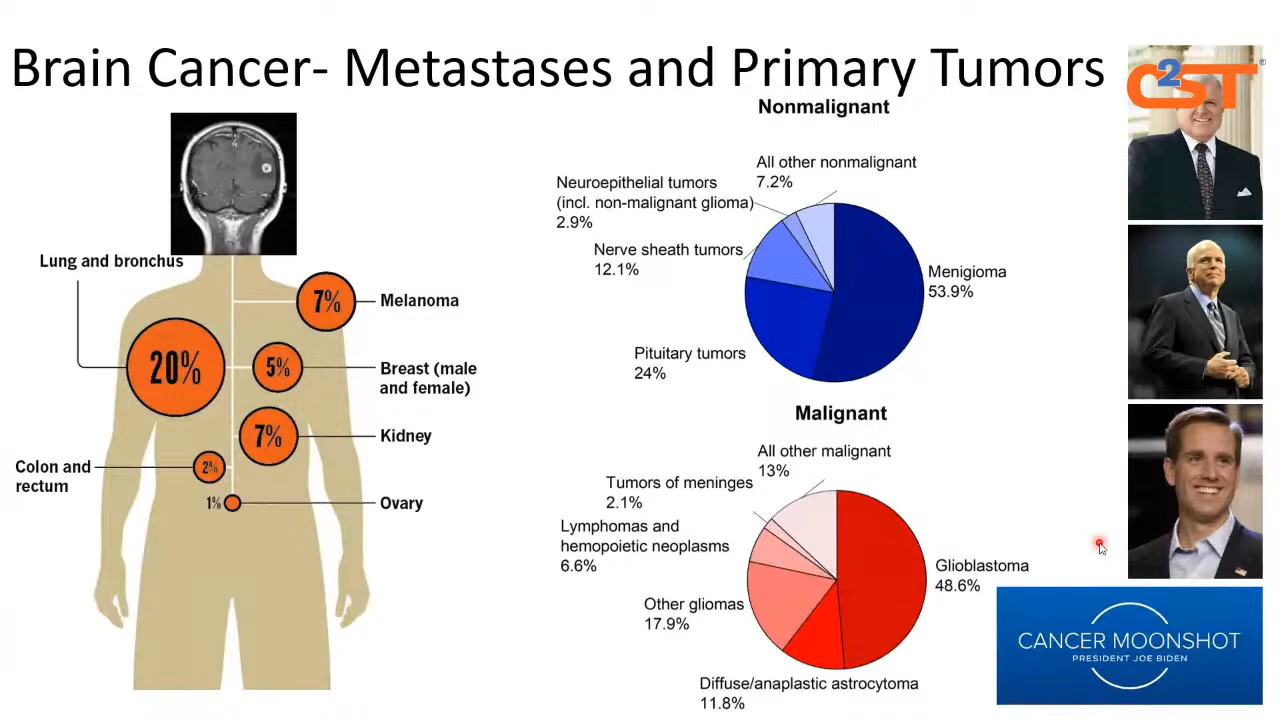 Brain Cancer- Metastases and Primary Tumors
C2ST®
Lung and bronchus
20%
7%
Melanoma
5%
Breast (male
and female)
7%
Kidney
Colon and
rectum
2%
1%
Ovary
Nonmalignant
All other nonmalignant
7.2%
Neuroepithelial tumors
(incl. non-malignant glioma)
2.9%
Nerve sheath tumors
12.1%
Menigioma
53.9%
Pituitary tumors
24%
Malignant
All other malignant
13%
Tumors of meninges
2.1%
Lymphomas and
hemopoietic neoplasms
6.6%
Glioblastoma
48.6%
Other gliomas
17.9%
Diffuse/anaplastic astrocytoma
11.8%
CANCER MOONSHOT
PRESIDENT JOE BIDEN